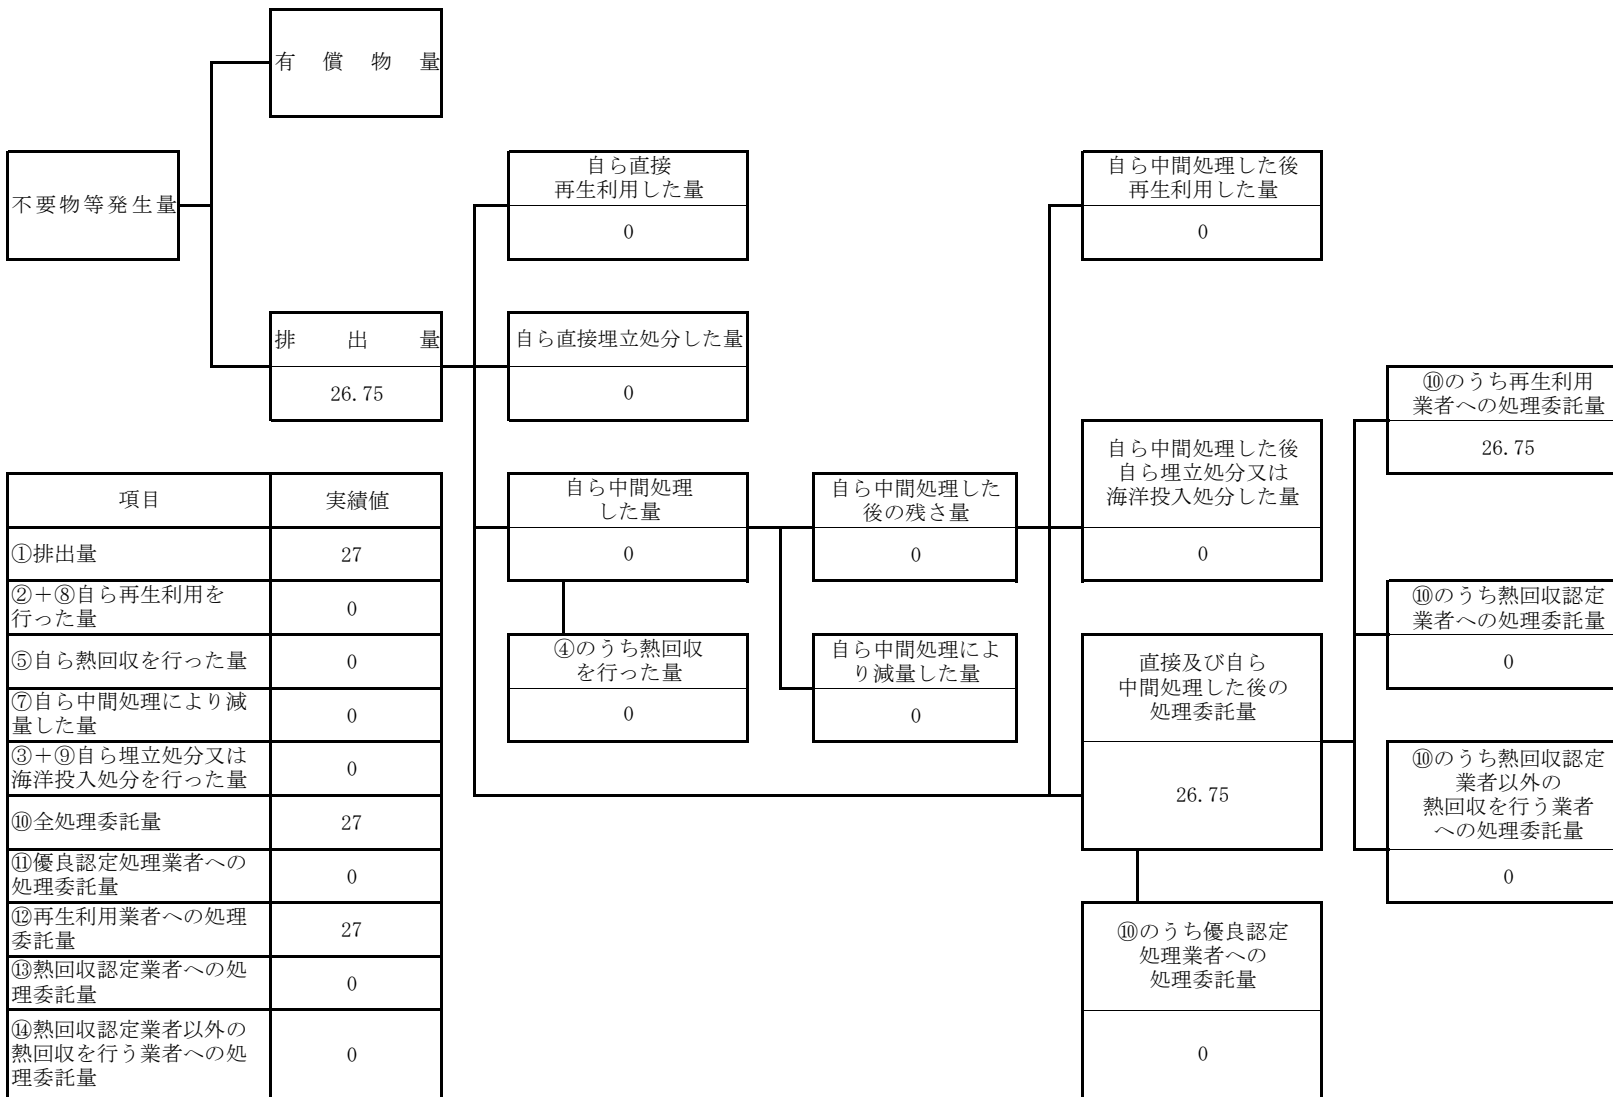 有償物量
不要物等発生量
自ら直接
再生利用した量
0
自ら中間処理した後
再生利用した量
0
排出量
26.75
自ら直接埋立処分した量
0
⑩のうち再生利用
業者への処理委託量
26.75
自ら中間処理
した量
0
自ら中間処理した
後の残さ量
0
自ら中間処理した後
自ら埋立処分又は
海洋投入処分した量
0
⑩のうち熱回収認定
業者への処理委託量
0
④のうち熱回収
を行った量
0
自ら中間処理によ
り減量した量
0
直接及び自ら
中間処理した後の
処理委託量
26.75
⑩のうち熱回収認定
業者以外の
熱回収を行う業者
への処理委託量
0
⑩のうち優良認定
処理業者への
処理委託量
0
項目 実績値
①排出量 27
②+⑧自ら再生利用を
行った量 0
⑤自ら熱回収を行った量 0
⑦自ら中間処理により減
量した量 0
③+⑨自ら埋立処分又は
海洋投入処分を行った量 0
⑩全処理委託量 27
⑪優良認定処理業者への
処理委託量 0
⑫再生利用業者への処理
委託量 27
⑬熱回収認定業者への処
理委託量 0
⑭熱回収認定業者以外の
熱回収を行う業者への処
理委託量 0